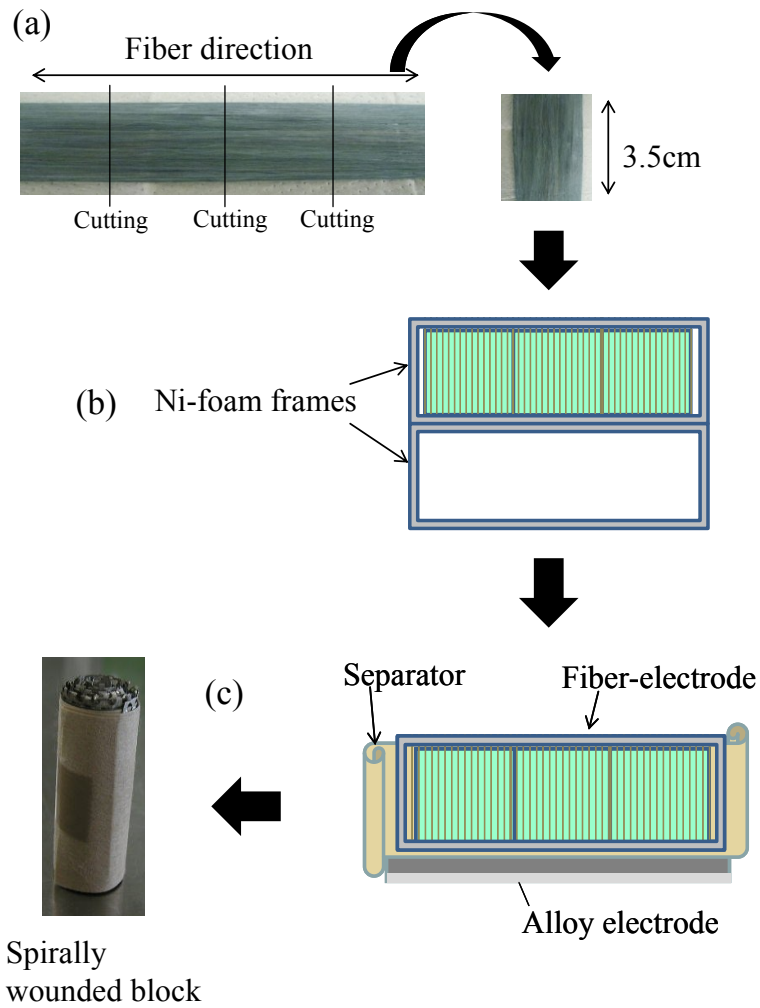 (a)
Fiber direction
Cutting
Cutting
Cutting
3.5cm
(b)
Ni-foam frames
(c)
Separator
Fiber-electrode
Alloy electrode
Spirally
wounded block